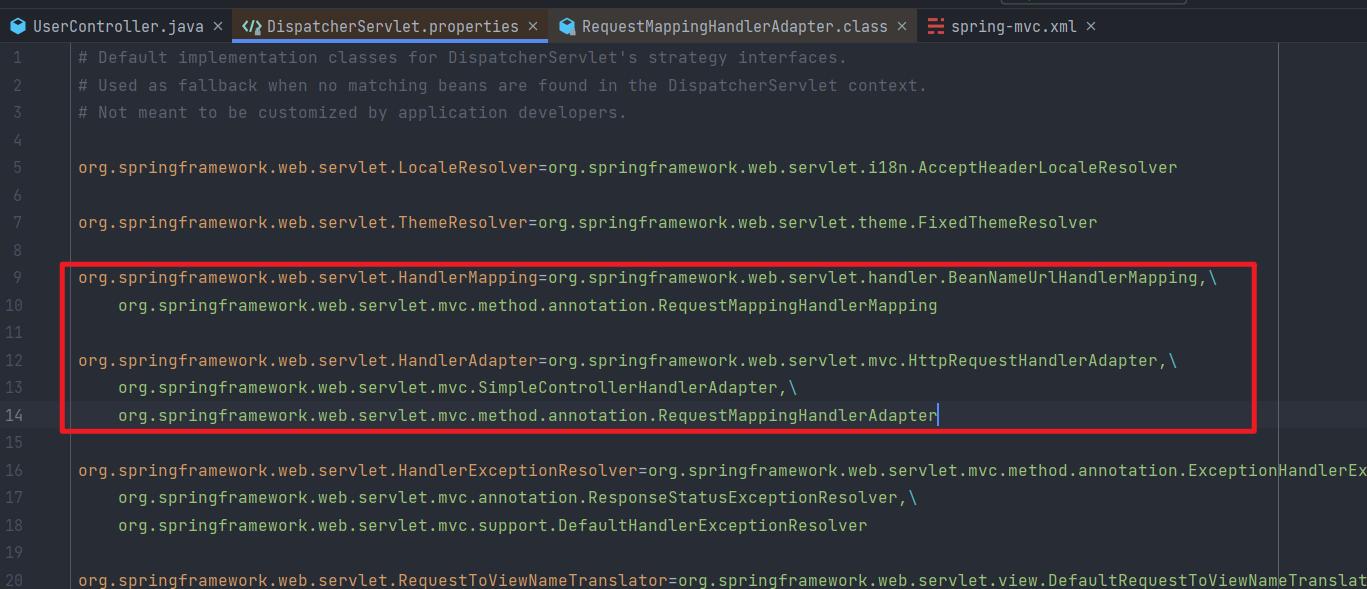 UserController.java × DispatcherServlet.properties × RequestMappingHandlerAdapter.class × spring-mvc.xml ×
1 # Default implementation classes for DispatcherServlet's strategy interfaces.
2 # Used as fallback when no matching beans are found in the DispatcherServlet context.
3 # Not meant to be customized by application developers.
4
5 org.springframework.web.servlet.LocaleResolver=org.springframework.web.servlet.i18n.AcceptHeaderLocaleResolver
6
7 org.springframework.web.servlet.ThemeResolver=org.springframework.web.servlet.theme.FixedThemeResolver
8
9 org.springframework.web.servlet.HandlerMapping=org.springframework.web.servlet.handler.BeanNameUrlHandlerMapping,\
10 org.springframework.web.servlet.mvc.method.annotation.RequestMappingHandlerMapping
11
12 org.springframework.web.servlet.HandlerAdapter=org.springframework.web.servlet.mvc.HttpRequestHandlerAdapter,\
13 org.springframework.web.servlet.mvc.SimpleControllerHandlerAdapter,\
14 org.springframework.web.servlet.mvc.method.annotation.RequestMappingHandlerAdapter
15
16 org.springframework.web.servlet.HandlerExceptionResolver=org.springframework.web.servlet.mvc.method.annotation.ExceptionHandlerEx
17 org.springframework.web.servlet.mvc.annotation.ResponseStatusExceptionResolver,\
18 org.springframework.web.servlet.mvc.support.DefaultHandlerExceptionResolver
19
20 org.springframework.web.servlet.RequestToViewNameTranslator=org.springframework.web.servlet.view.DefaultRequestToViewNameTranslat